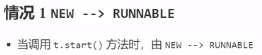 情况 1 NEW --> RUNNABLE
▪ 当调用 t.start() 方法时，由 NEW --> RUNNABLE